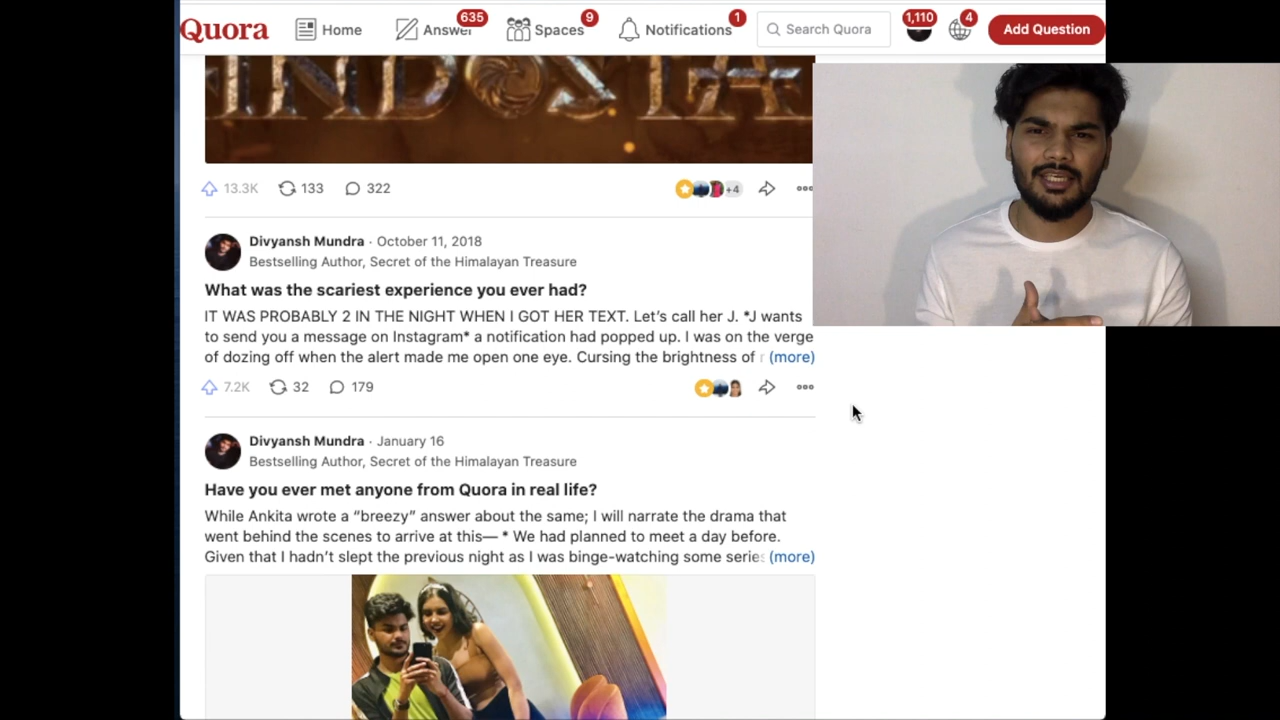 Quora Home Answer 635 Spaces 9 Notifications 1 Search Quora 1,110 4 Add Question
INDOSIA
13.3K 133 322 +4
Divyansh Mundra · October 11, 2018
Bestselling Author, Secret of the Himalayan Treasure
What was the scariest experience you ever had?
IT WAS PROBABLY 2 IN THE NIGHT WHEN I GOT HER TEXT. Let’s call her J. *J wants
to send you a message on Instagram* a notification had popped up. I was on the verge
of dozing off when the alert made me open one eye. Cursing the brightness of (more)
7.2K 32 179
Divyansh Mundra · January 16
Bestselling Author, Secret of the Himalayan Treasure
Have you ever met anyone from Quora in real life?
While Ankita wrote a “breezy” answer about the same; I will narrate the drama that
went behind the scenes to arrive at this— * We had planned to meet a day before.
Given that I hadn’t slept the previous night as I was binge-watching some series (more)